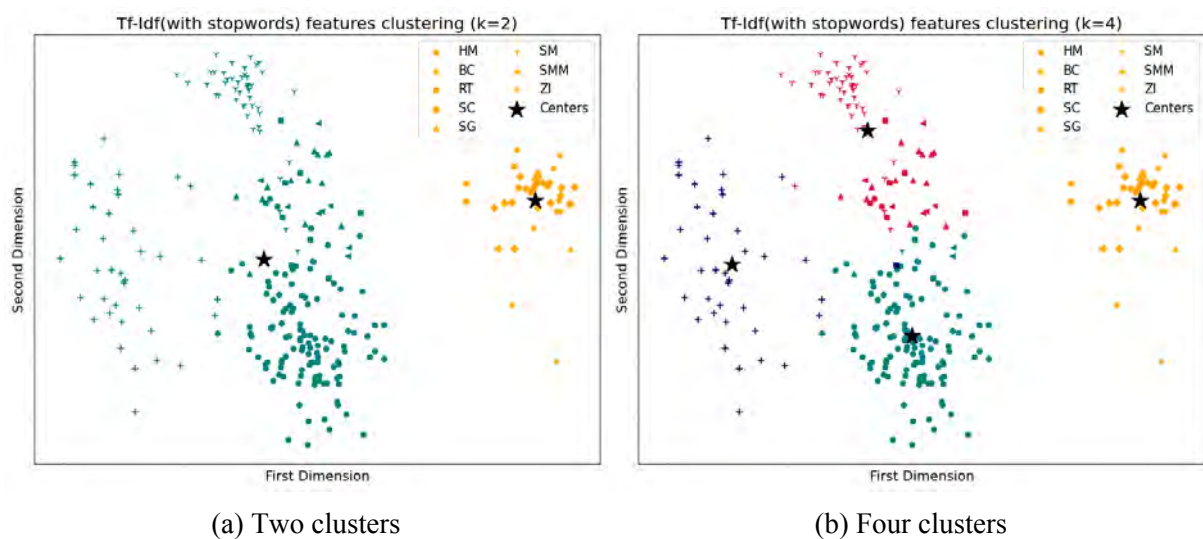 Tf-Idf(with stopwords) features clustering (k=2)
HM
BC
RT
SC
SG
SM
SMM
ZI
Centers
Second Dimension
First Dimension
(a) Two clusters
Tf-Idf(with stopwords) features clustering (k=4)
HM
BC
RT
SC
SG
SM
SMM
ZI
Centers
Second Dimension
First Dimension
(b) Four clusters